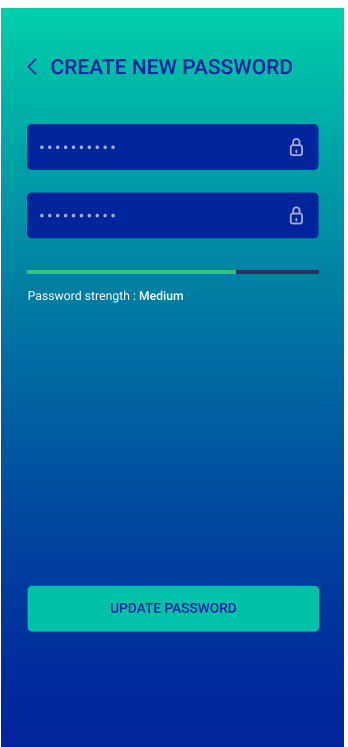 CREATE NEW PASSWORD
••••••••••
••••••••••
Password strength : Medium
UPDATE PASSWORD